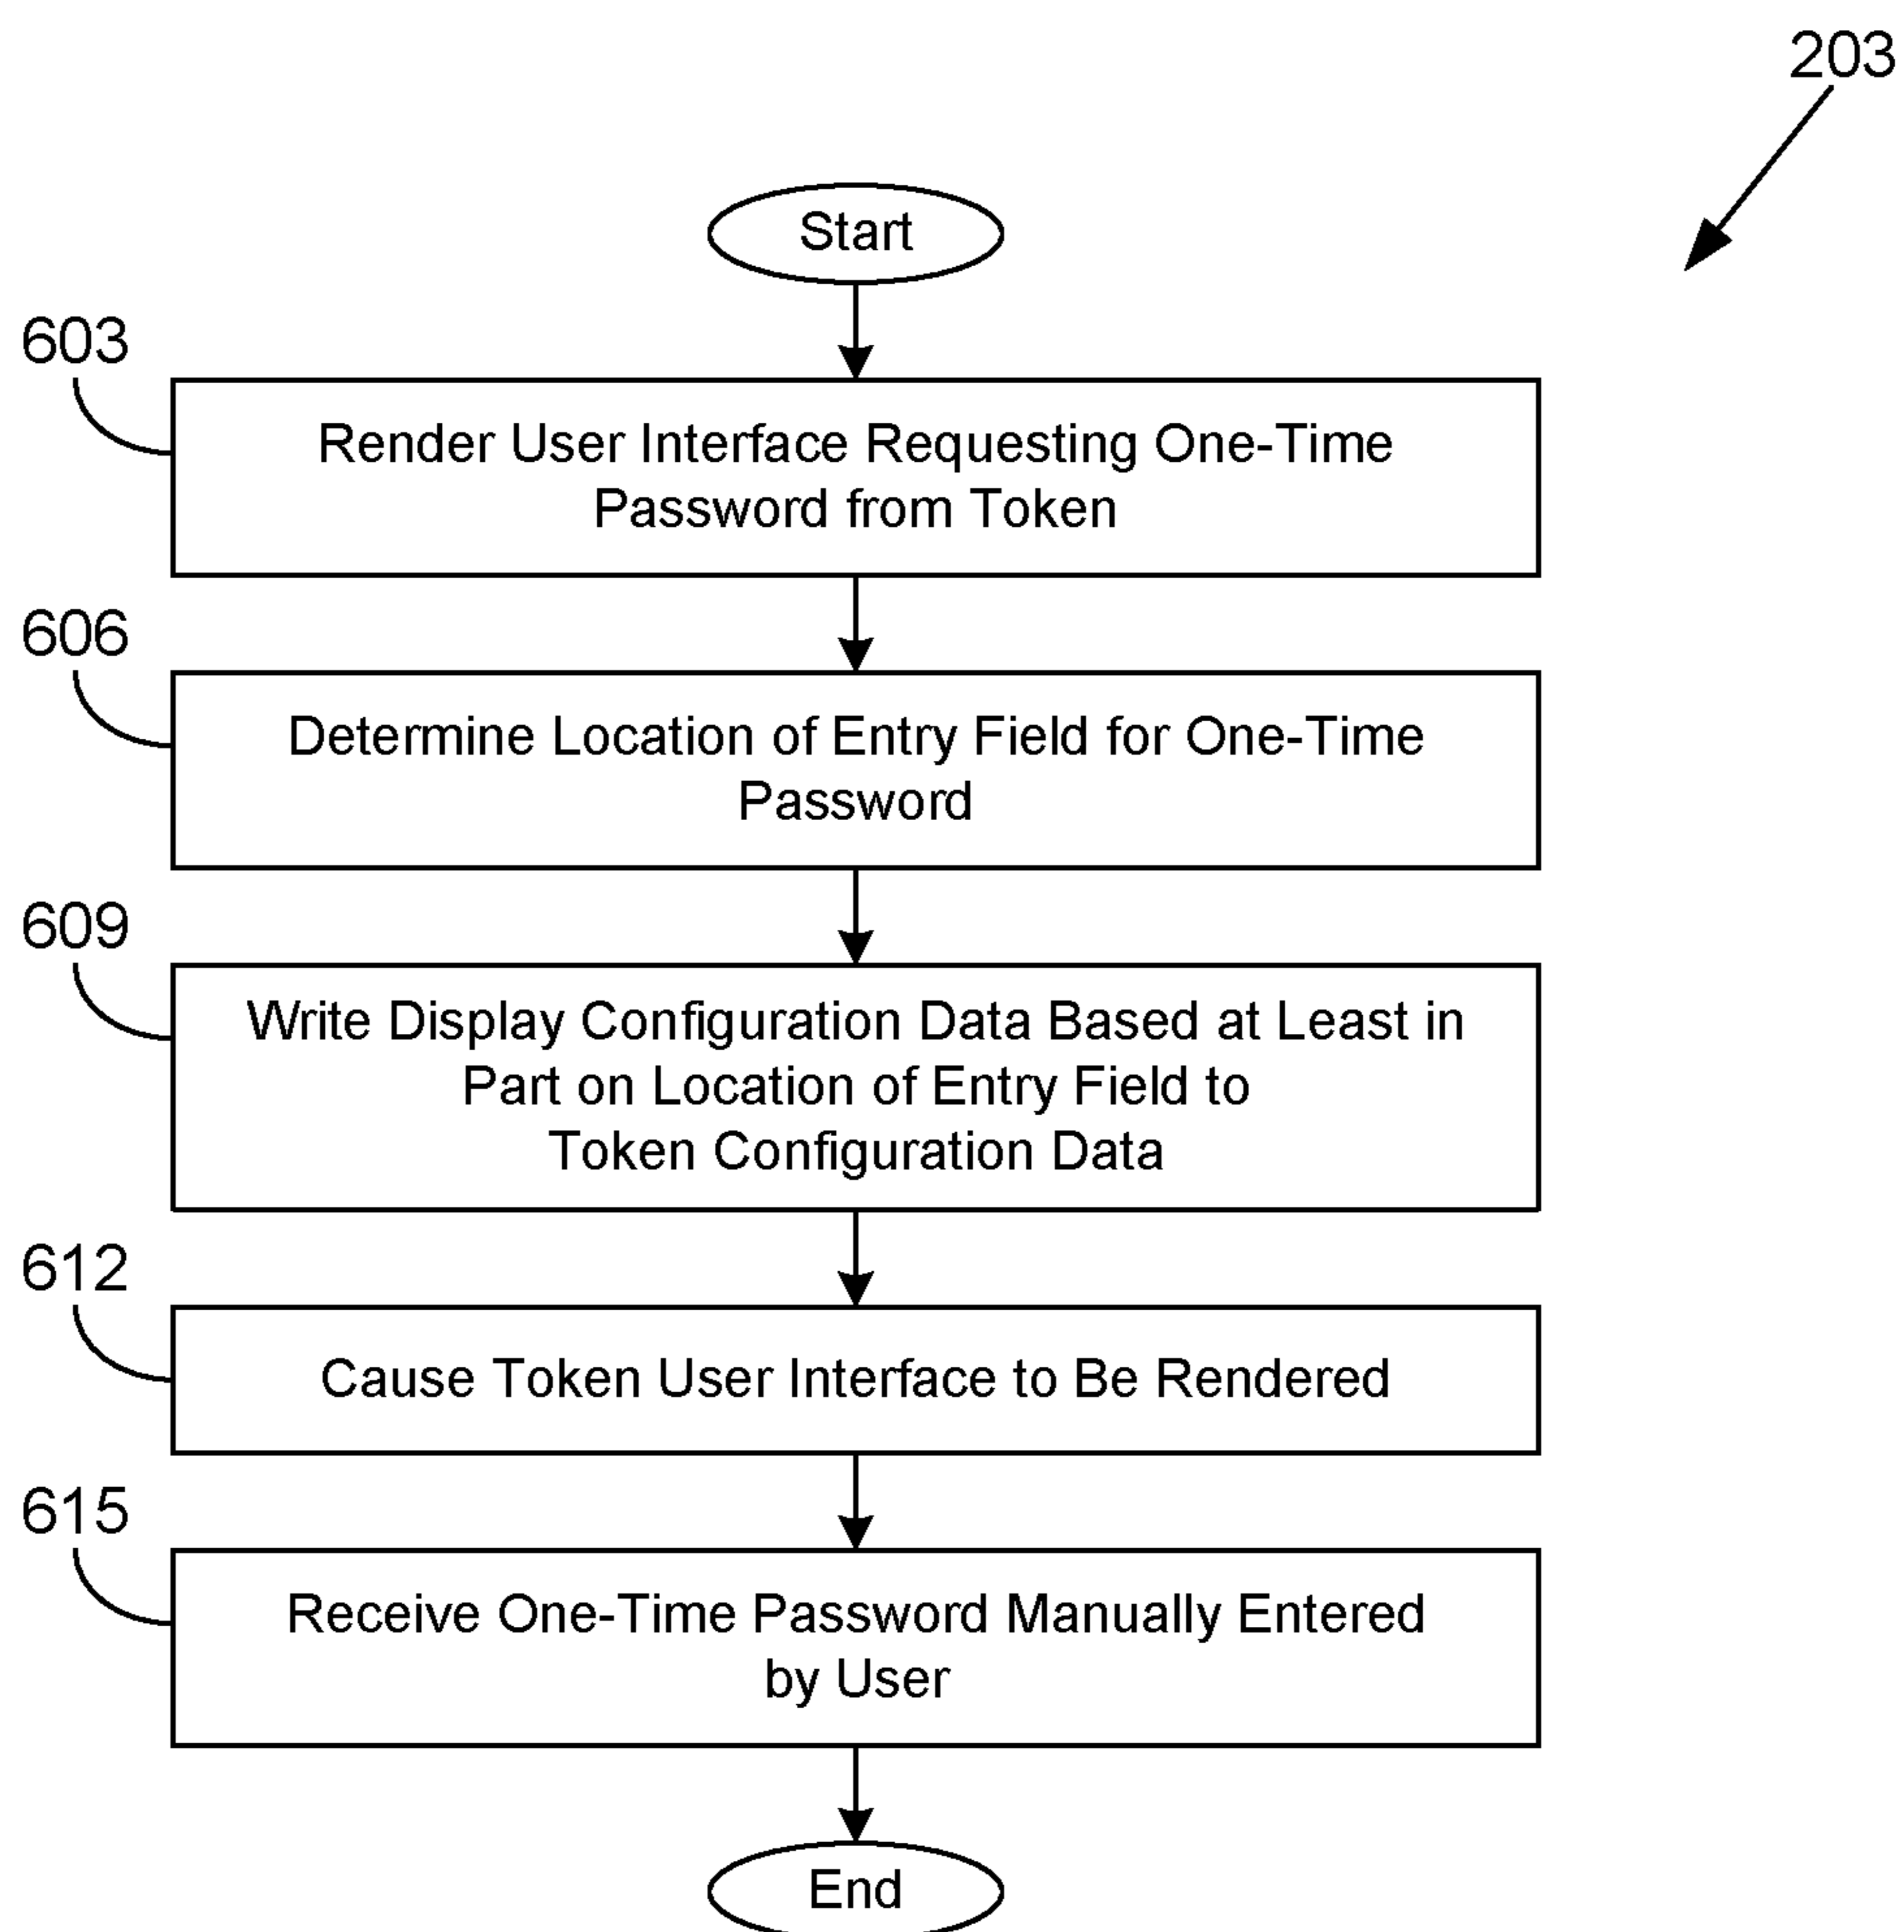 203
Start
603
Render User Interface Requesting One-Time
Password from Token
606
Determine Location of Entry Field for One-Time
Password
609
Write Display Configuration Data Based at Least in
Part on Location of Entry Field to
Token Configuration Data
612
Cause Token User Interface to Be Rendered
615
Receive One-Time Password Manually Entered
by User
End